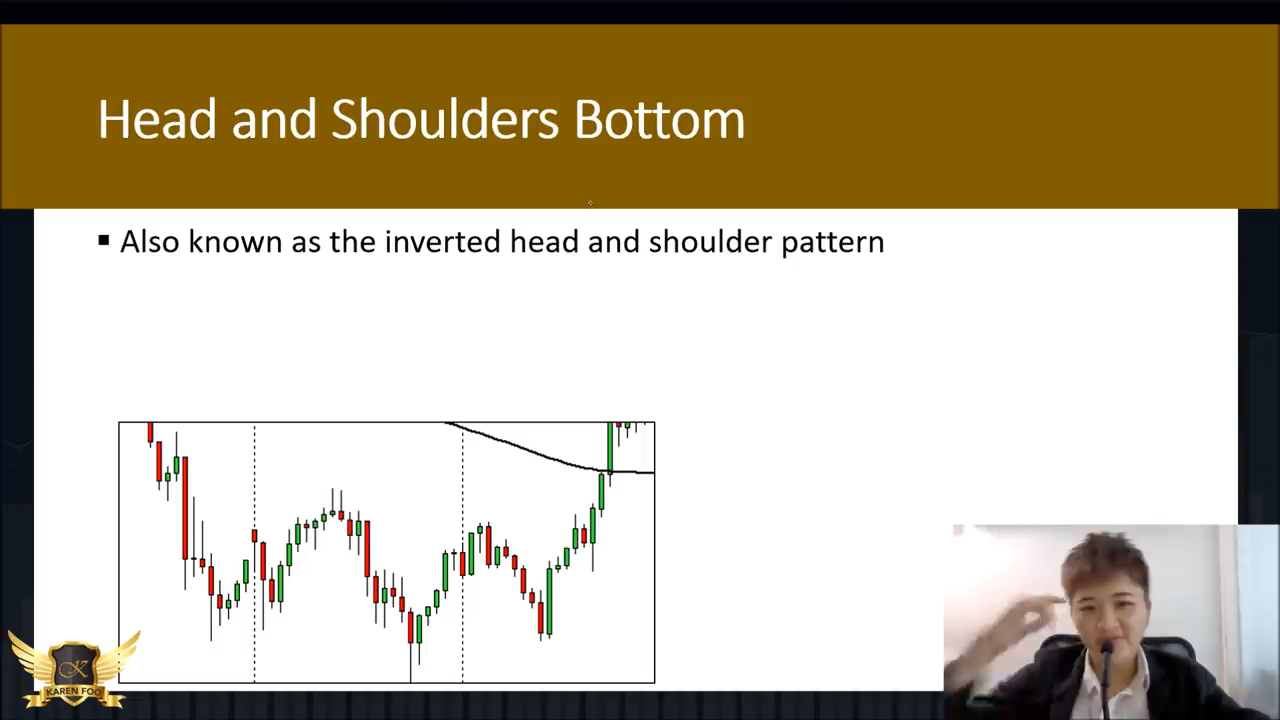 Head and Shoulders Bottom
▪ Also known as the inverted head and shoulder pattern
K
KAREN FOO